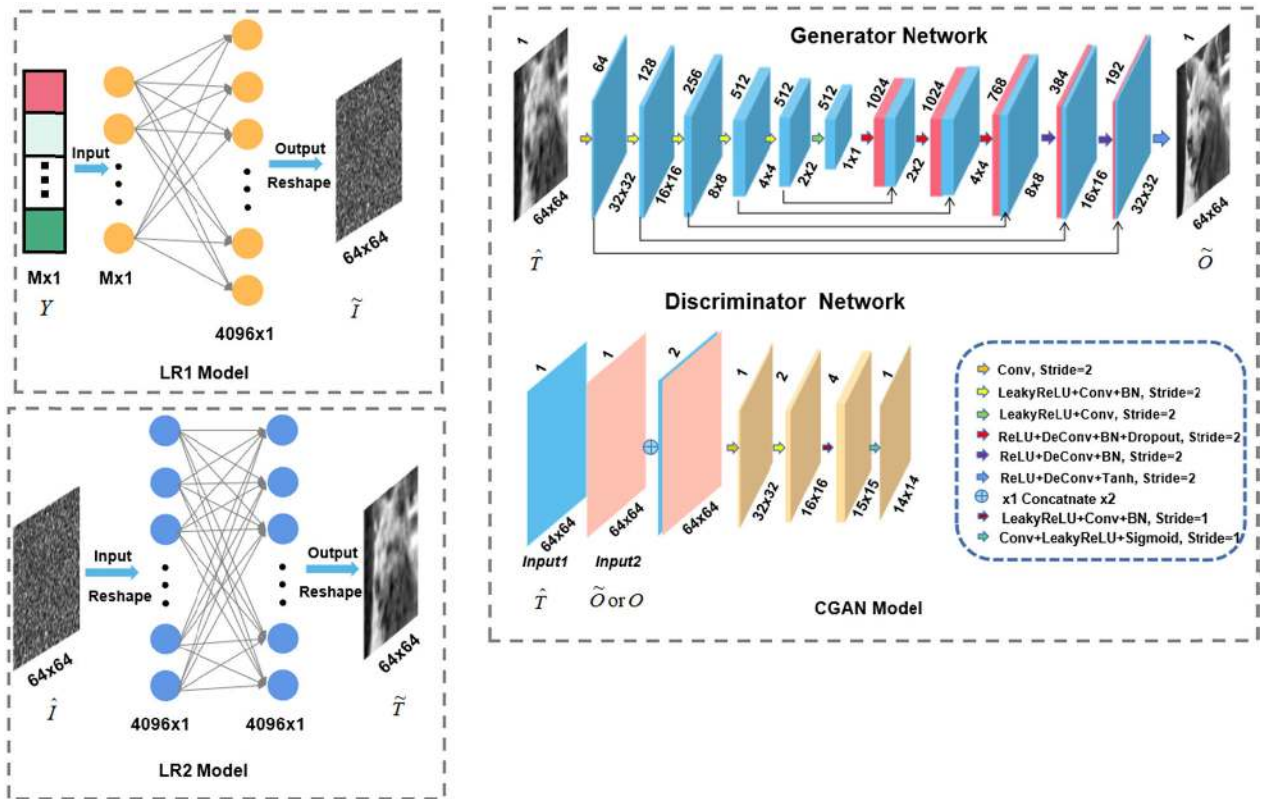 Input
Output
Reshape
64x64
Mx1
Mx1
Y
Ĩ
4096x1
LR1 Model
Input
Reshape
Output
Reshape
64x64
64x64
Î
T̃
4096x1
4096x1
LR2 Model
Generator Network
1
64
128
256
512
512
512
1024
1024
768
384
192
1
64x64
32x32
16x16
8x8
4x4
2x2
1x1
2x2
4x4
8x8
16x16
32x32
64x64
T̂
Õ
Discriminator Network
1
1
2
1
2
4
1
64x64
64x64
64x64
32x32
16x16
15x15
14x14
Input1
Input2
T̂
Õ or O
CGAN Model
Conv, Stride=2
LeakyReLU+Conv+BN, Stride=2
LeakyReLU+Conv, Stride=2
ReLU+DeConv+BN+Dropout, Stride=2
ReLU+DeConv+BN, Stride=2
ReLU+DeConv+Tanh, Stride=2
x1 Concatnate x2
LeakyReLU+Conv+BN, Stride=1
Conv+LeakyReLU+Sigmoid, Stride=1